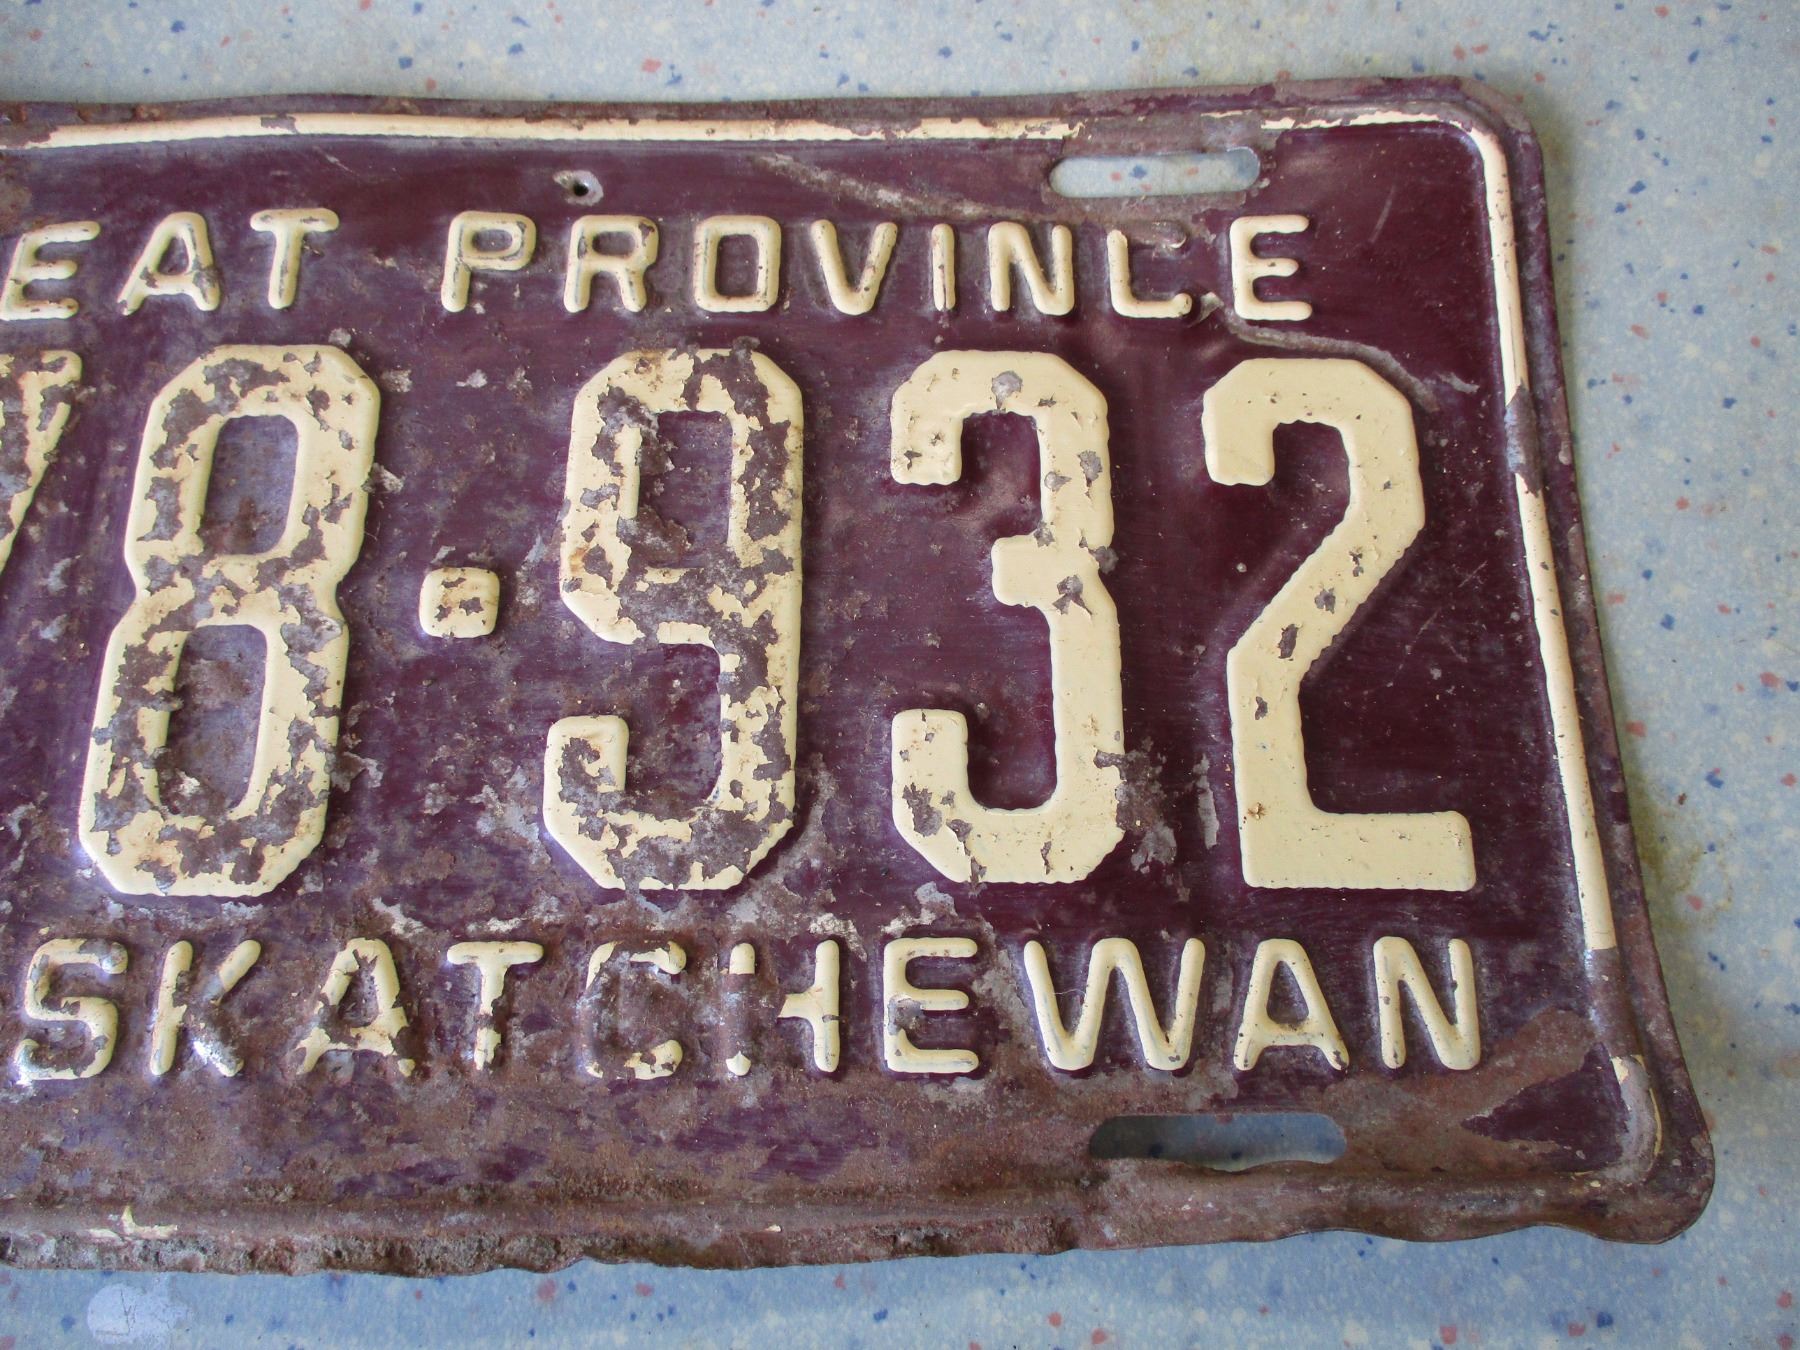 EAT PROVINCE
8·932
SKATCHEWAN